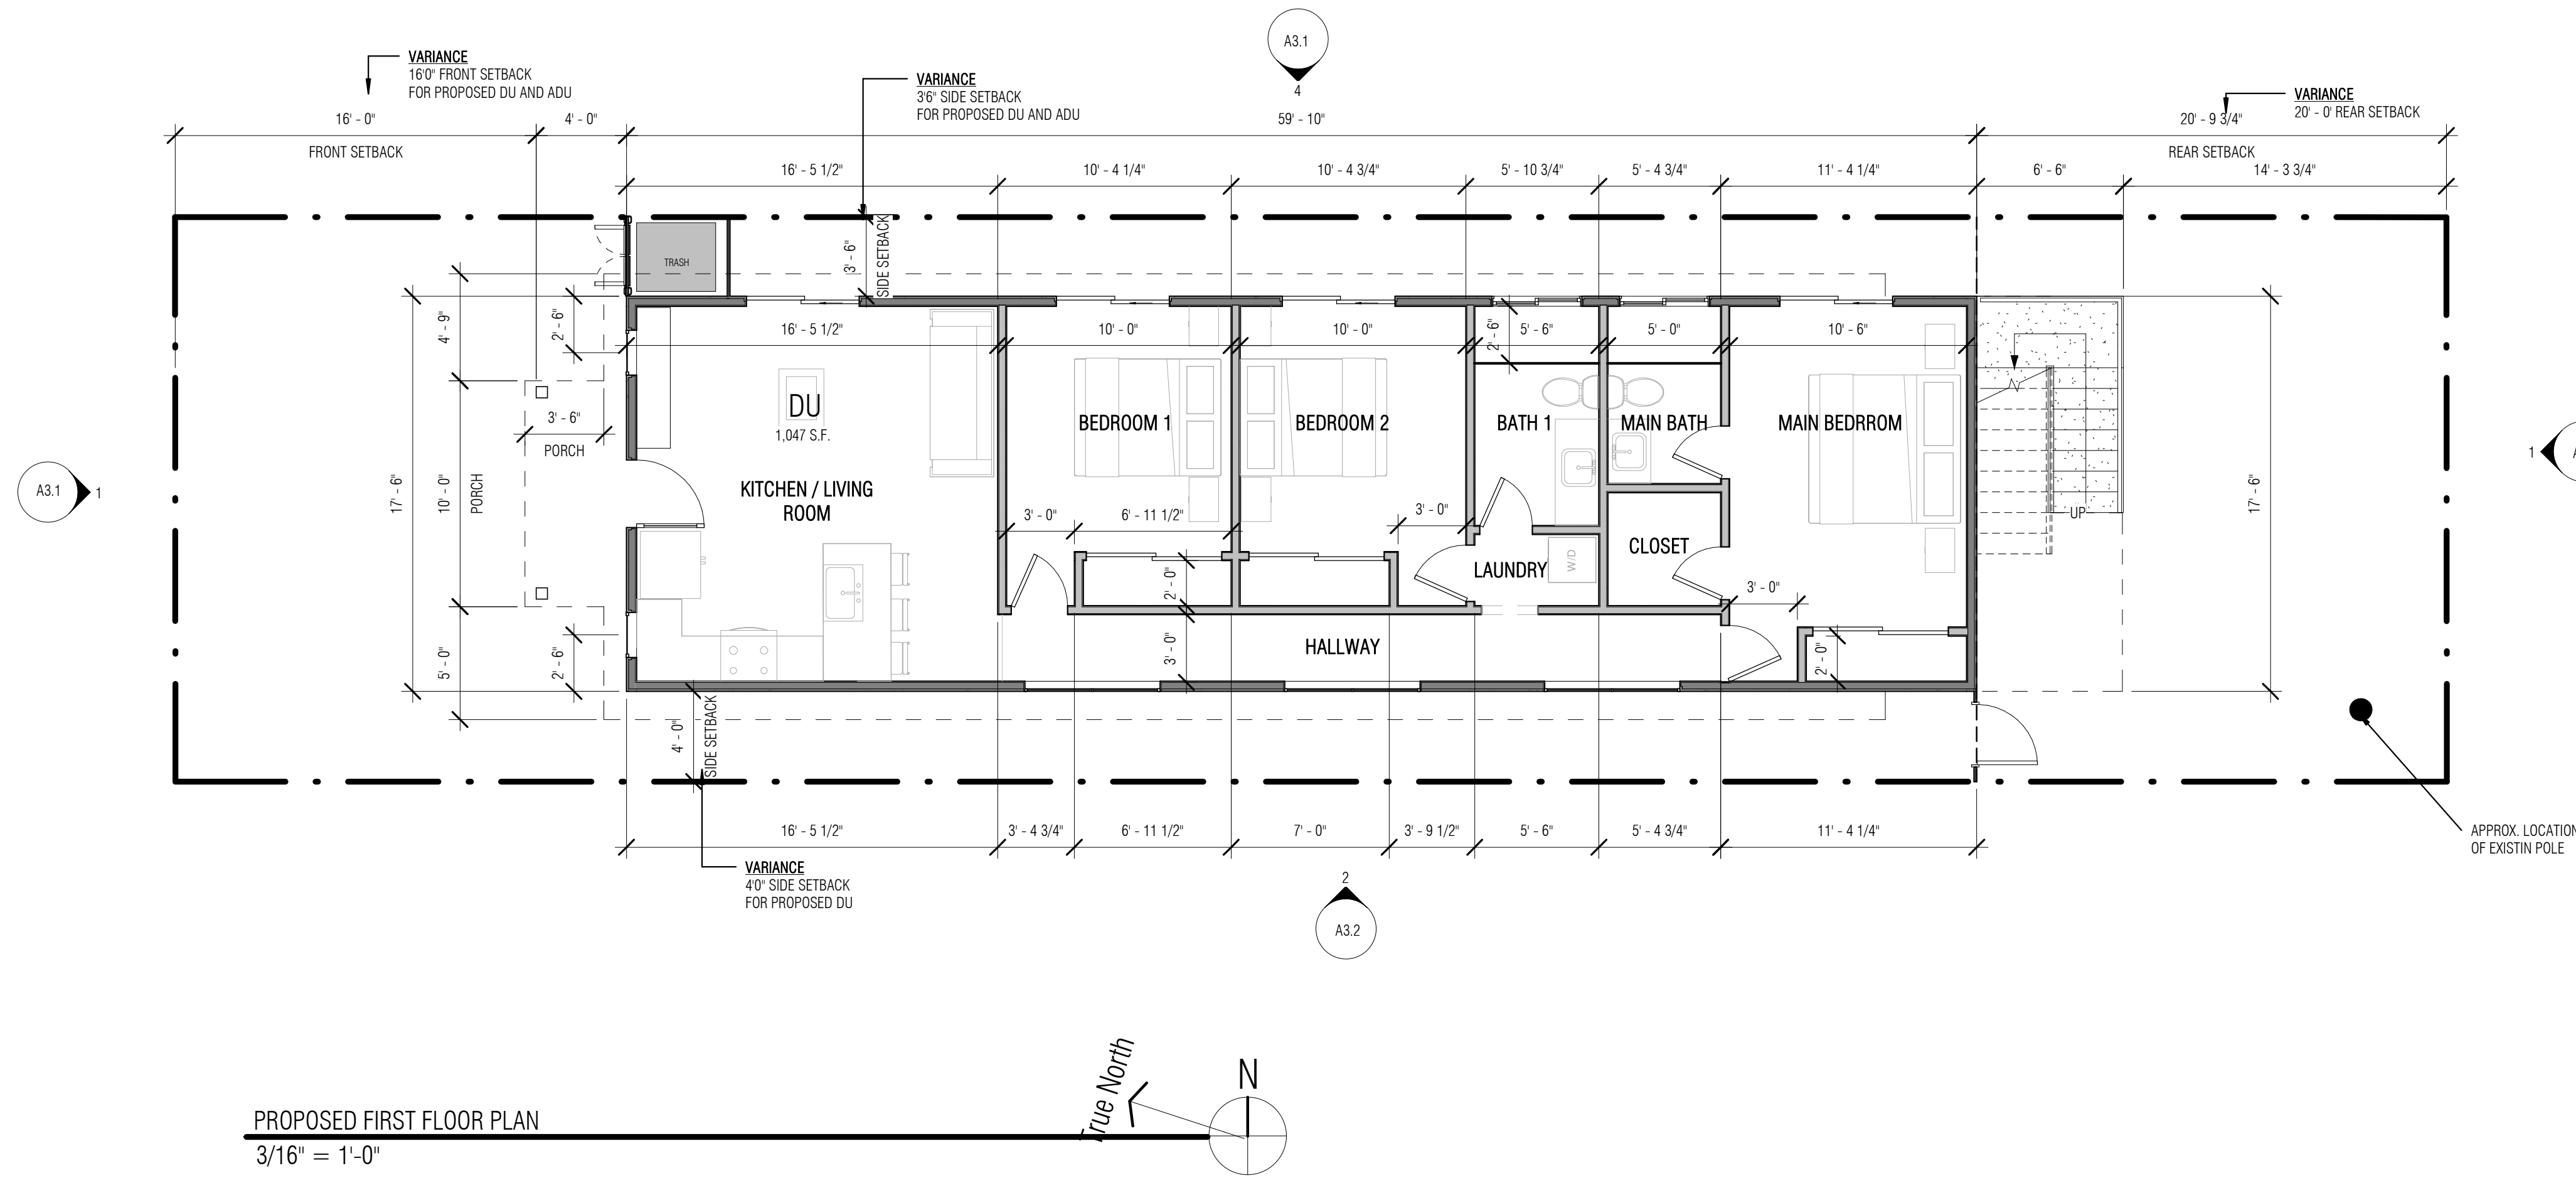 A3.1
4
VARIANCE
16'0" FRONT SETBACK
FOR PROPOSED DU AND ADU
VARIANCE
3'6" SIDE SETBACK
FOR PROPOSED DU AND ADU
VARIANCE
20' - 0' REAR SETBACK
16' - 0"
4' - 0"
59' - 10"
20' - 9 3/4"
FRONT SETBACK
REAR SETBACK
16' - 5 1/2"
10' - 4 1/4"
10' - 4 3/4"
5' - 10 3/4"
5' - 4 3/4"
11' - 4 1/4"
6' - 6"
14' - 3 3/4"
TRASH
3' - 6"
SIDE SETBACK
4' - 9"
2' - 6"
16' - 5 1/2"
10' - 0"
10' - 0"
2' - 6"
5' - 6"
5' - 0"
10' - 6"
DU
1,047 S.F.
3' - 6"
PORCH
BEDROOM 1
BEDROOM 2
BATH 1
MAIN BATH
MAIN BEDRROM
A3.1
1
1
17' - 6"
10' - 0"
PORCH
KITCHEN / LIVING
ROOM
3' - 0"
6' - 11 1/2"
3' - 0"
UP
17' - 6"
CLOSET
LAUNDRY
W/D
2' - 0"
3' - 0"
5' - 0"
2' - 6"
3' - 0"
HALLWAY
2' - 0"
4' - 0"
SIDE SETBACK
16' - 5 1/2"
3' - 4 3/4"
6' - 11 1/2"
7' - 0"
3' - 9 1/2"
5' - 6"
5' - 4 3/4"
11' - 4 1/4"
APPROX. LOCATION
OF EXISTIN POLE
VARIANCE
4'0" SIDE SETBACK
FOR PROPOSED DU
2
A3.2
True North
N
PROPOSED FIRST FLOOR PLAN
3/16" = 1'-0"